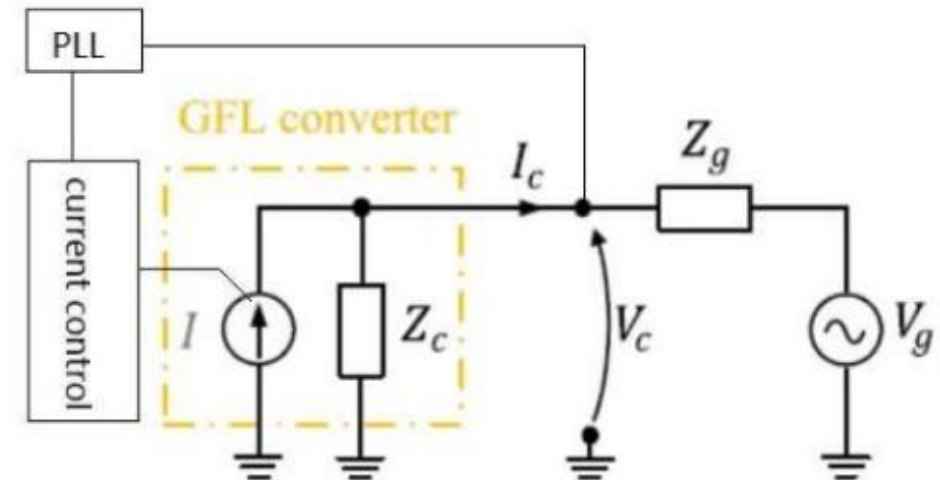 PLL
GFL converter
current control
I
Z_c
I_c
V_c
Z_g
V_g